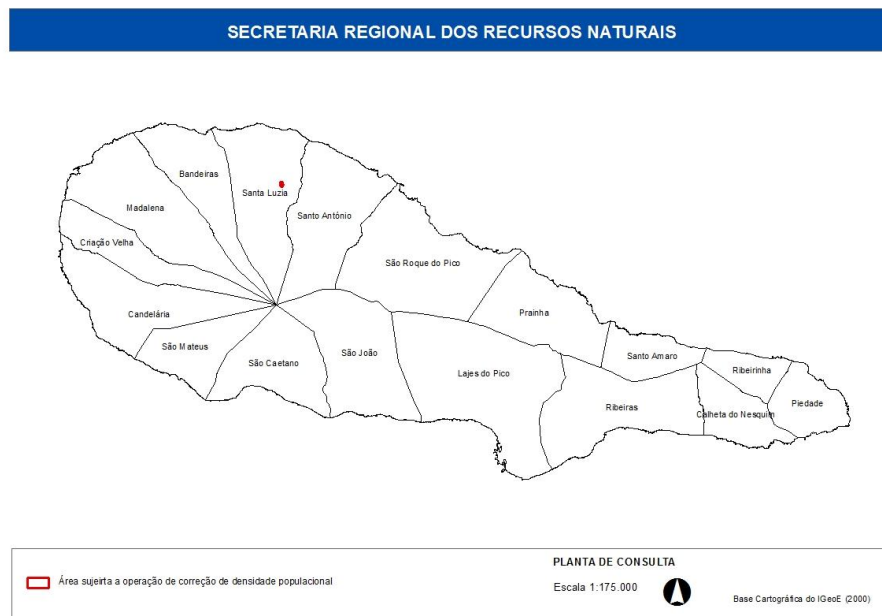 SECRETARIA REGIONAL DOS RECURSOS NATURAIS
Bandeiras
Santa Luzia
Madalena
Santo António
Criação Velha
São Roque do Pico
Candelária
Prainha
São Mateus
São João
Santo Amaro
São Caetano
Lajes do Pico
Ribeirinha
Ribeiras
Piedade
Calheta do Nesquim
PLANTA DE CONSULTA
Área sujeirta a operação de correção de densidade populacional
Escala 1:175.000
Base Cartográfica do IGeoE (2000)